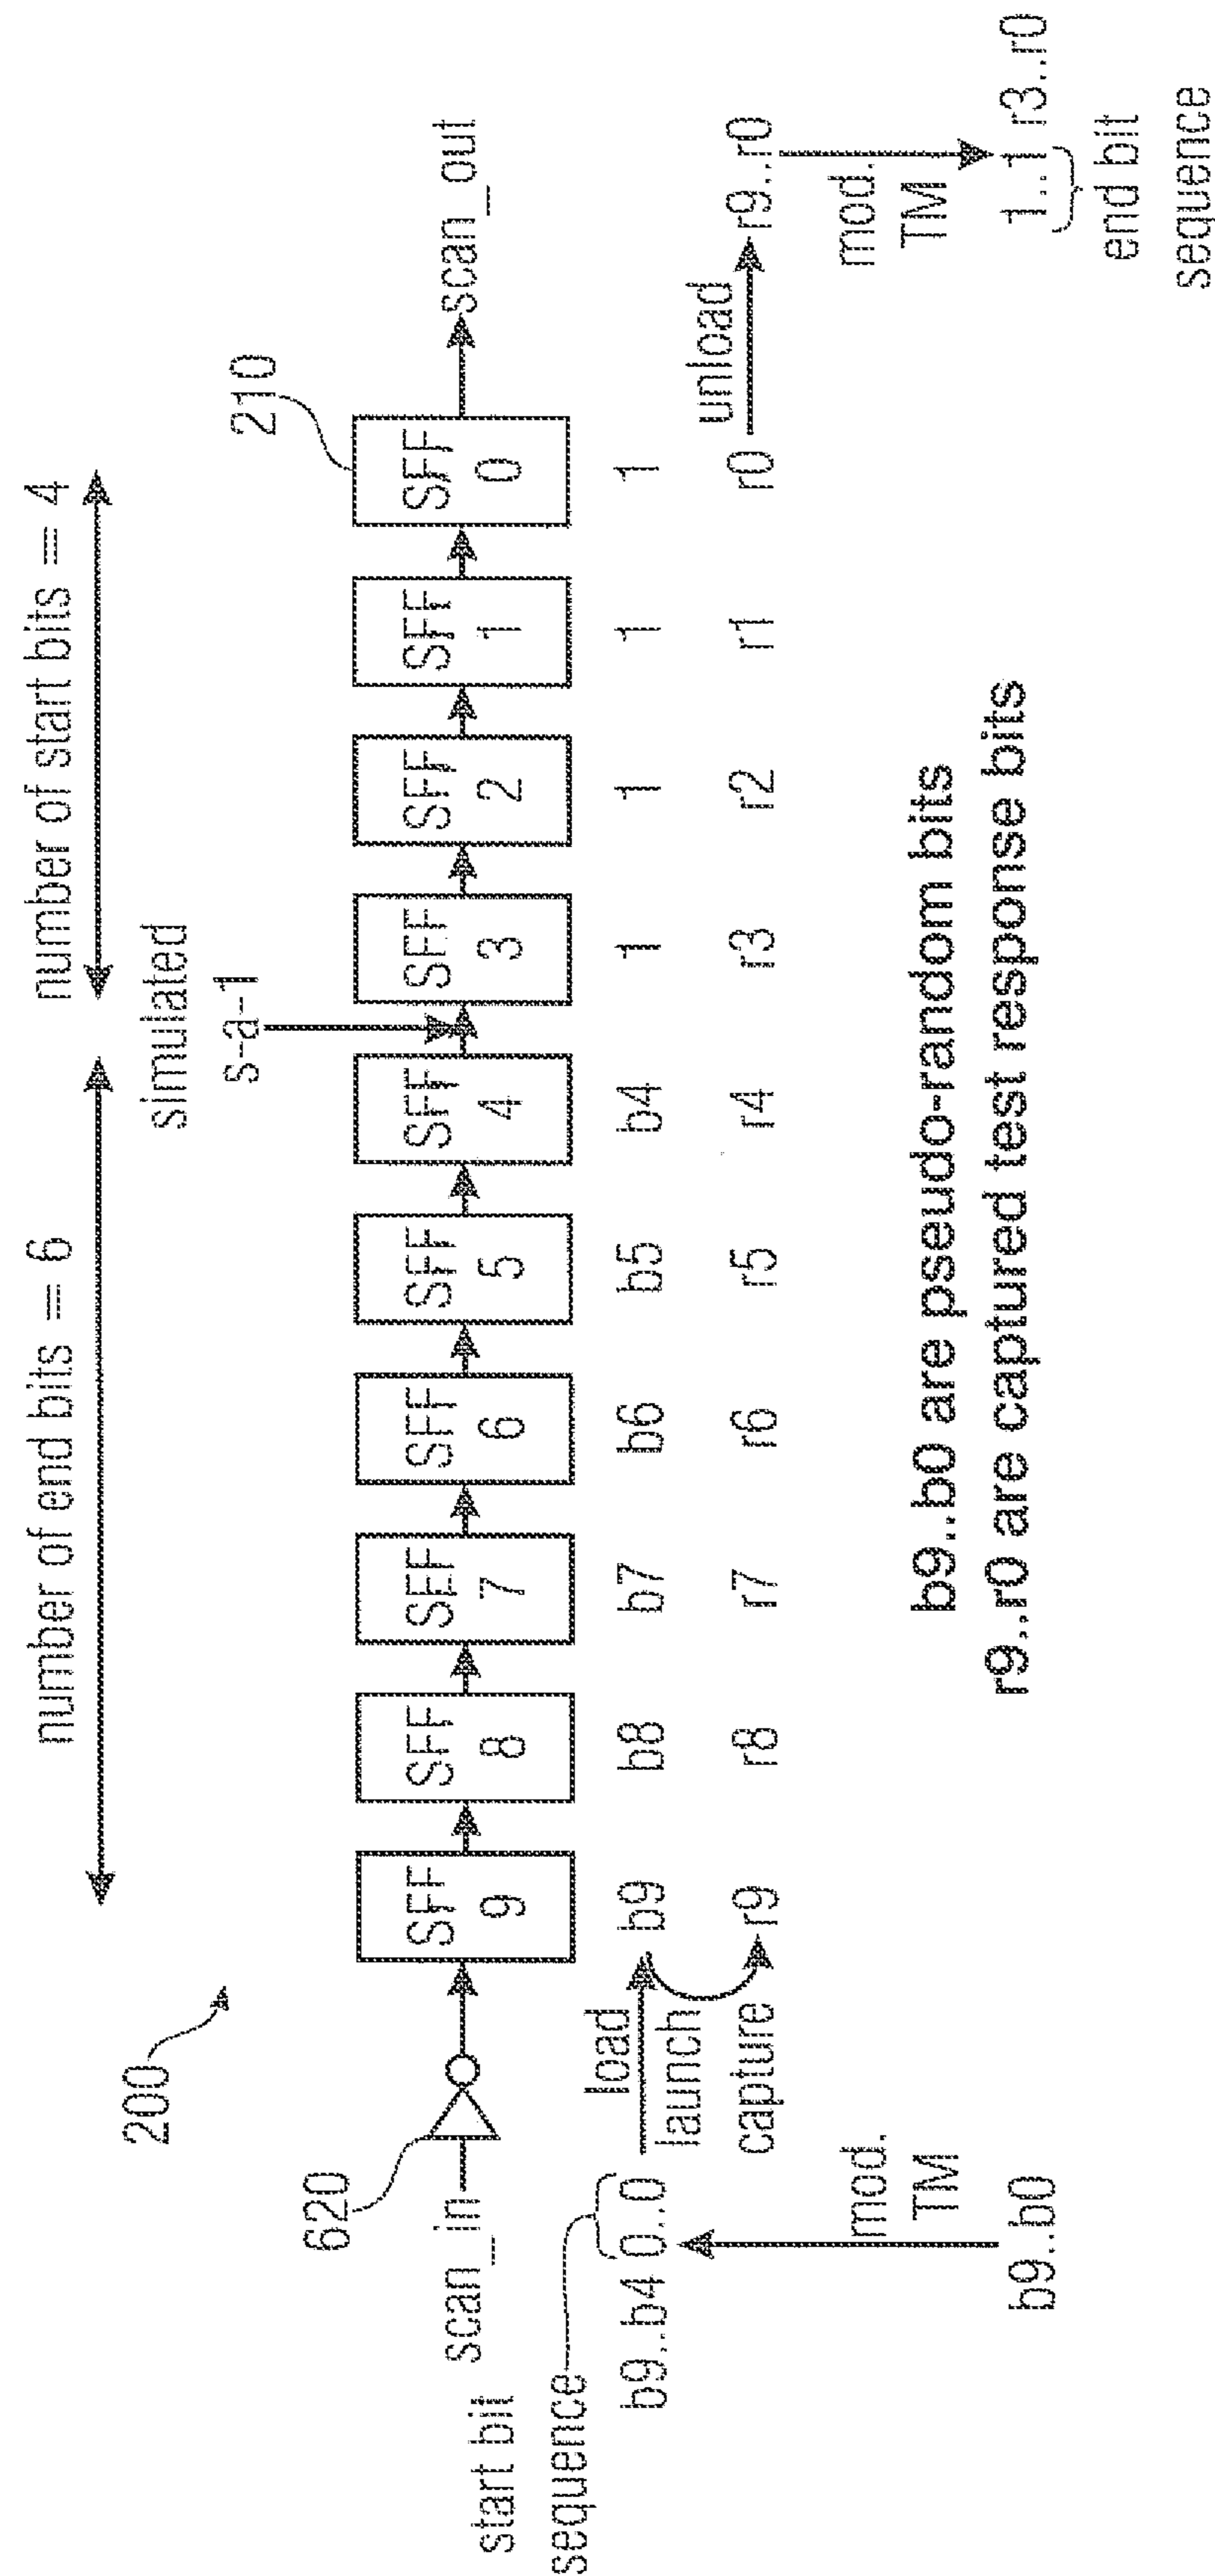 number of end bits = 6
number of start bits = 4
simulated
s-a-1
200
210
620
scan_in
SFF
9
SFF
8
SFF
7
SFF
6
SFF
5
SFF
4
SFF
3
SFF
2
SFF
1
SFF
0
scan_out
start bit
sequence
b9..b4 0..0
load
launch
capture
b9 b8 b7 b6 b5 b4 1 1 1 1
r9 r8 r7 r6 r5 r4 r3 r2 r1 r0
unload
r9..r0
mod.
TM
b9..b0
mod.
TM
1..1 r3..r0
end bit
sequence
b9..b0 are pseudo-random bits
r9..r0 are captured test response bits